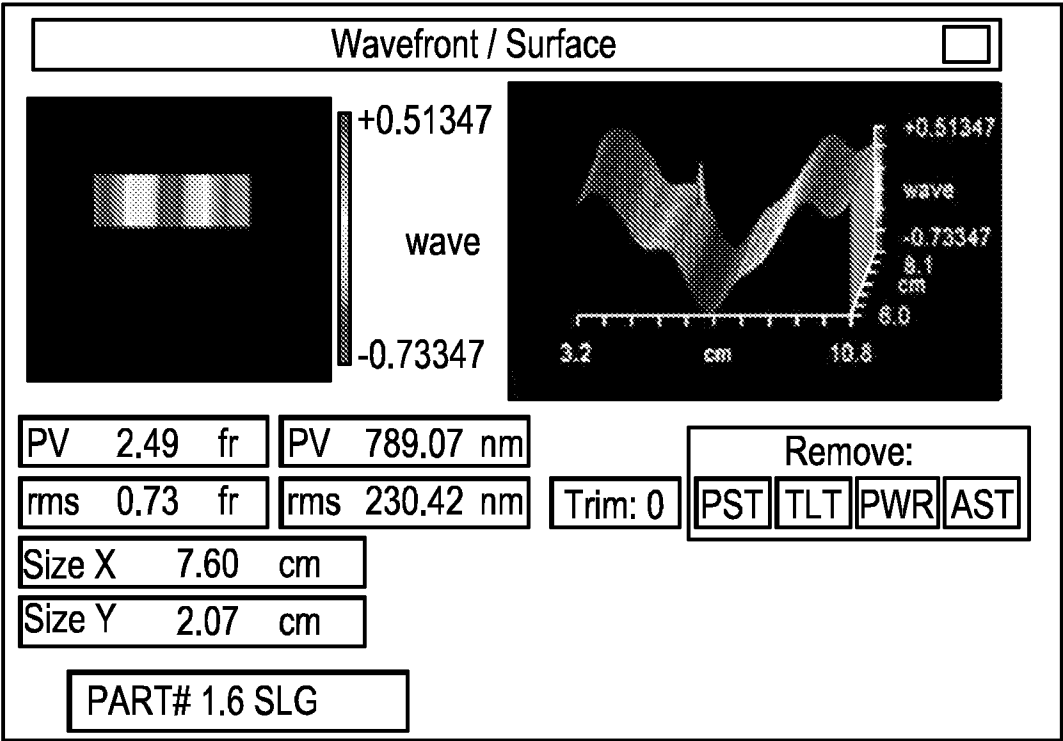 Wavefront / Surface
+0.51347
wave
-0.73347
+0.51347
wave
-0.73347
8.1
cm
6.0
3.2 cm 10.8
PV 2.49 fr
PV 789.07 nm
rms 0.73 fr
rms 230.42 nm
Trim: 0
Remove:
PST TLT PWR AST
Size X 7.60 cm
Size Y 2.07 cm
PART# 1.6 SLG